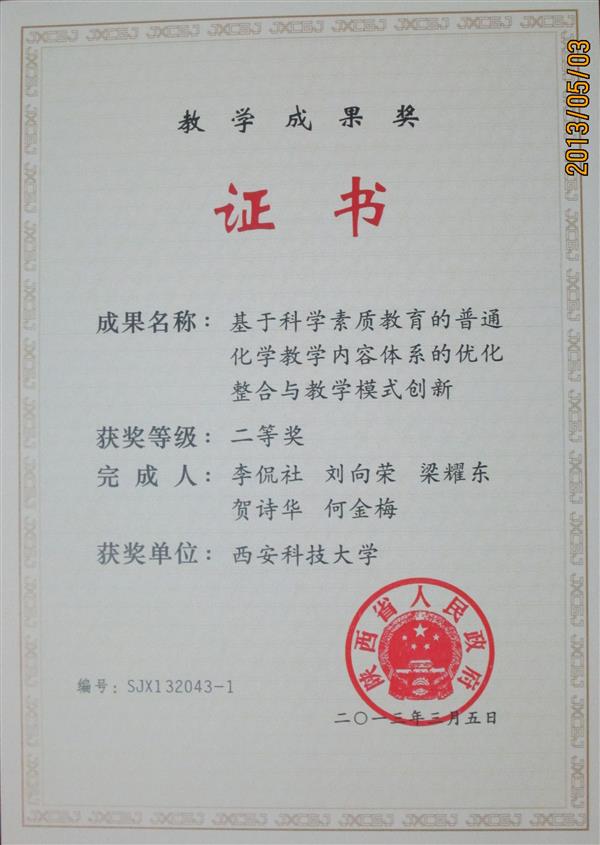 2013/05/03
教学成果奖
证书
成果名称：基于科学素质教育的普通
化学教学内容体系的优化
整合与教学模式创新
获奖等级：二等奖
完成人：李侃社 刘向荣 梁耀东
贺诗华 何金梅
获奖单位：西安科技大学
陕西省人民政府
编号：SJX132043-1
二〇一三年三月五日